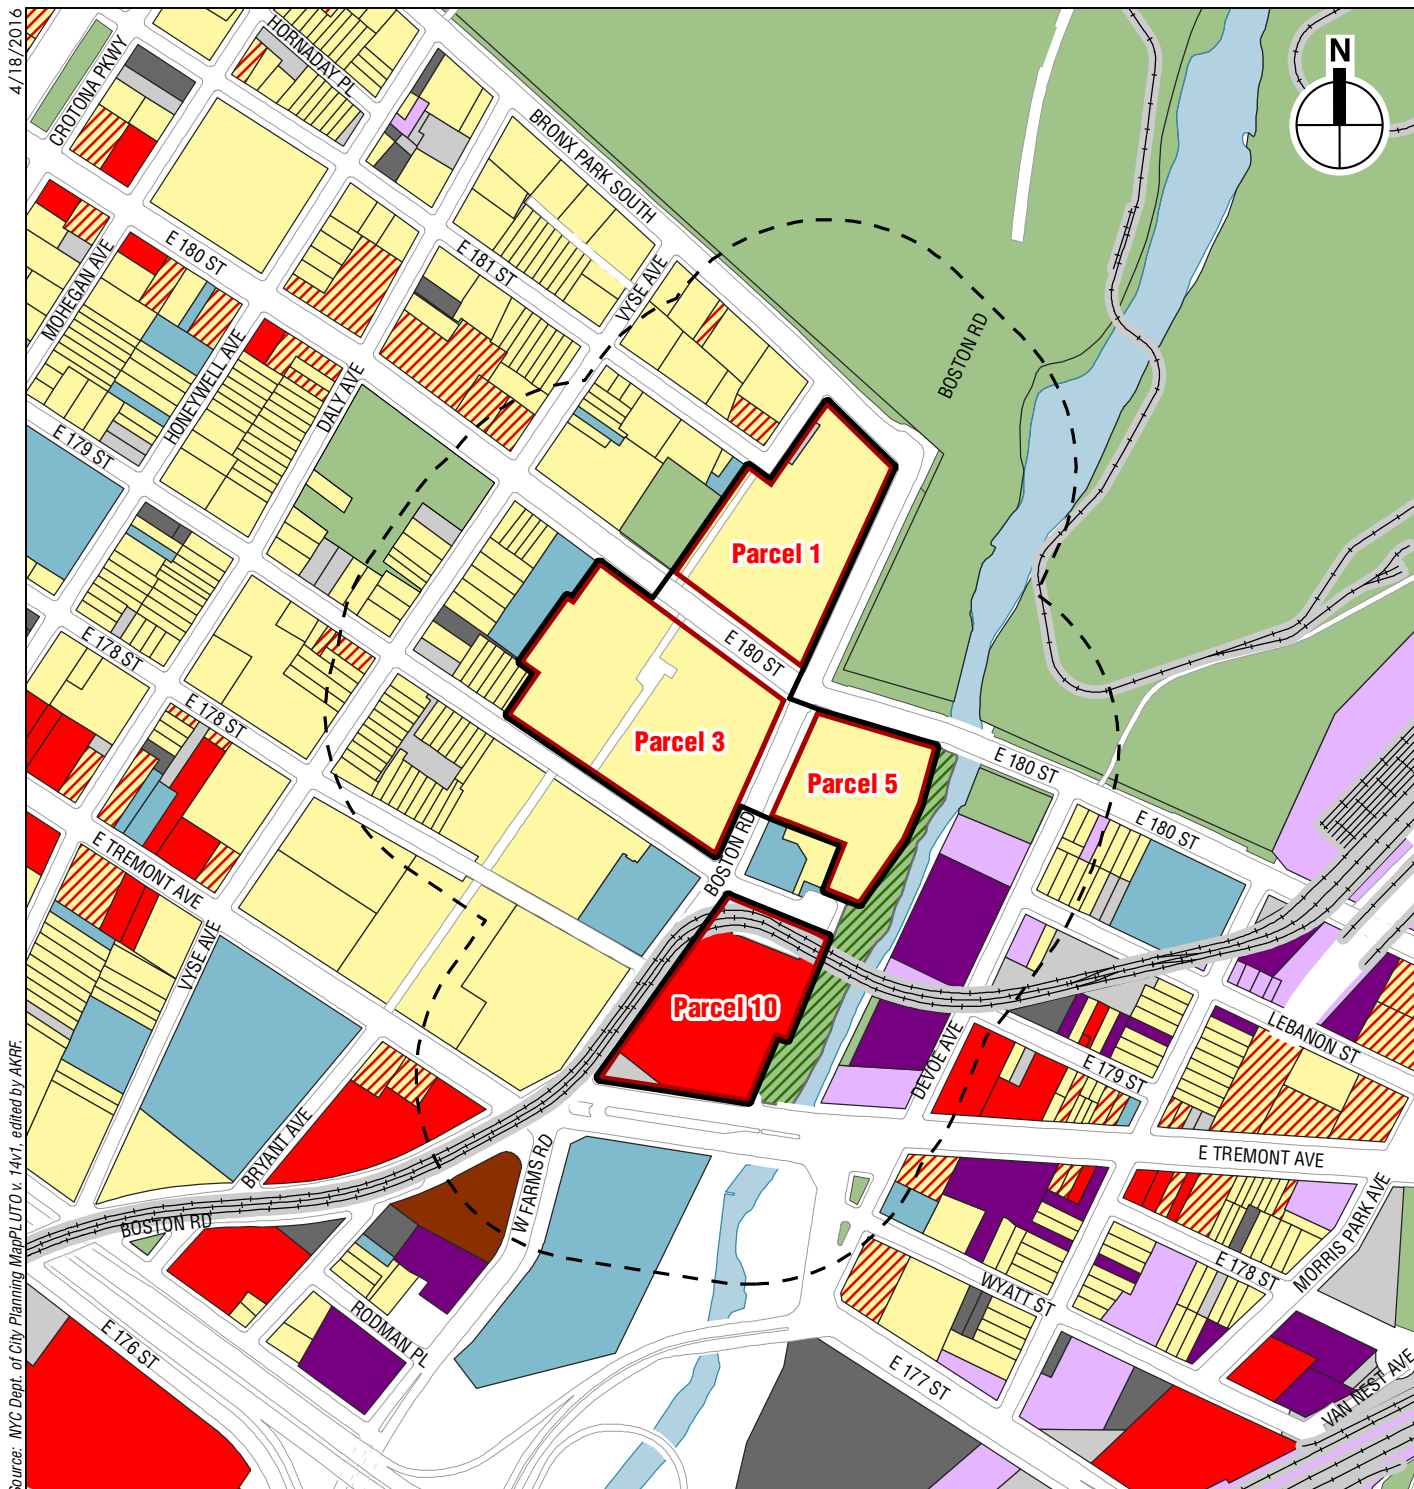 4/18/2016
N
HORNADAY PL
CROTONA PKWY
BRONX PARK SOUTH
E 180 ST
E 181 ST
MOHEGAN AVE
VYSE AVE
BOSTON RD
HONEYWELL AVE
DALY AVE
E 179 ST
Parcel 1
E 178 ST
E 180 ST
E 178 ST
Parcel 3
Parcel 5
E 180 ST
E 180 ST
BOSTON RD
E TREMONT AVE
VYSE AVE
Parcel 10
LEBANON ST
DEVOE AVE
E 179 ST
BRYANT AVE
W FARMS RD
E TREMONT AVE
BOSTON RD
MORRIS PARK AVE
E 178 ST
WYATT ST
RODMAN PL
E 176 ST
E 177 ST
VAN NEST AVE
Source: NYC Dept. of City Planning MapPLUTO v. 14v1, edited by AKRF.